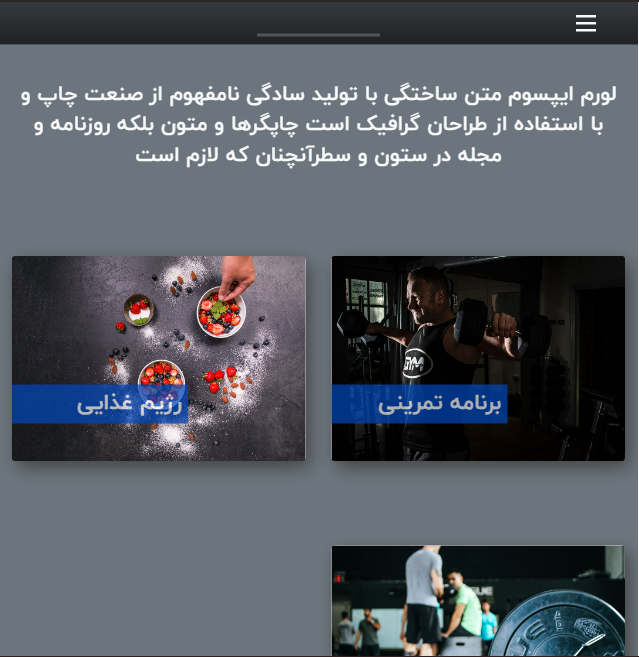 لورم ایپسوم متن ساختگی با تولید سادگی نامفهوم از صنعت چاپ و
با استفاده از طراحان گرافیک است چاپگرها و متون بلکه روزنامه و
مجله در ستون و سطرآنچنان که لازم است
برنامه تمرینی
رژیم غذایی